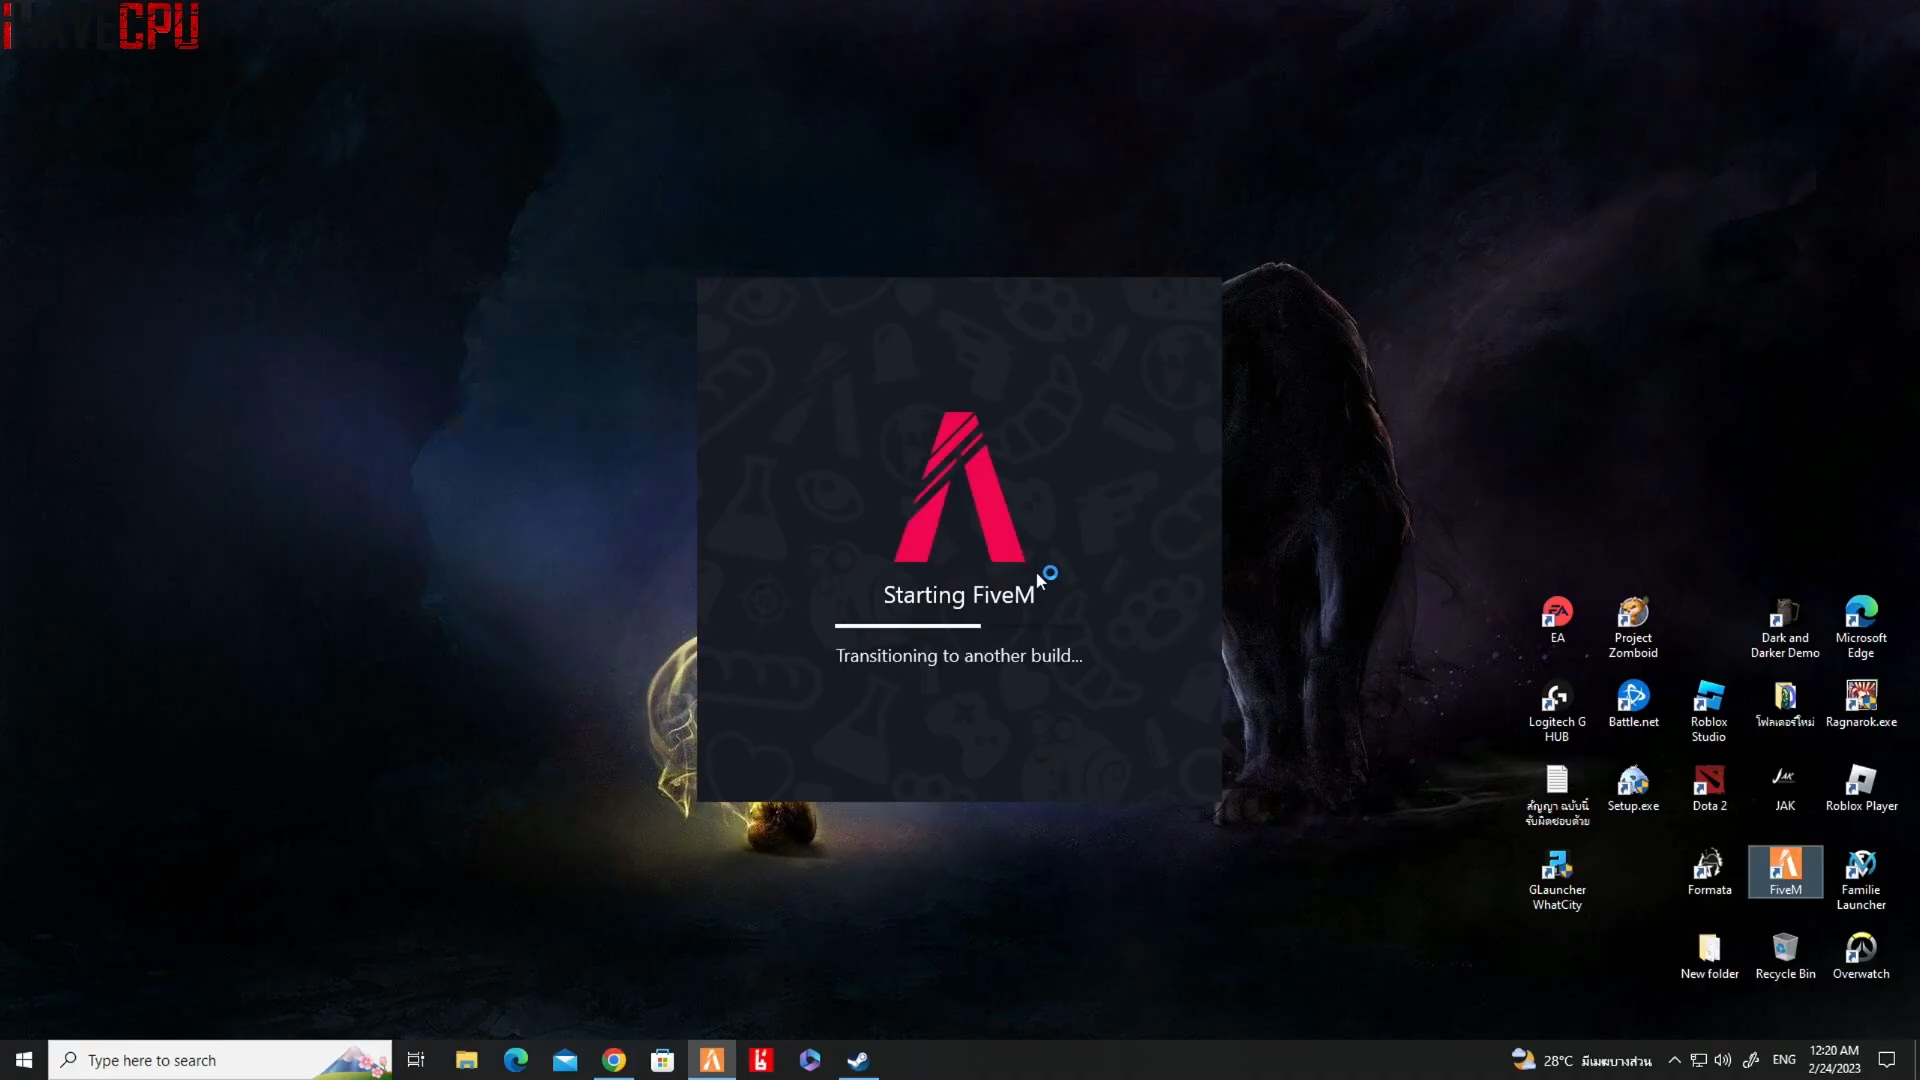 iHAVECPU
Starting FiveM
Transitioning to another build...
EA
Project
Zomboid
Dark and
Darker Demo
Microsoft
Edge
Logitech G
HUB
Battle.net
Roblox
Studio
โฟลเดอร์ใหม่
Ragnarok.exe
สัญญา ฉบับนี้
รับผิดชอบด้วย
Setup.exe
Dota 2
JAK
JAK
Roblox Player
GLauncher
WhatCity
Formata
FiveM
Familie
Launcher
New folder
Recycle Bin
Overwatch
Type here to search
28°C มีเมฆบางส่วน
ENG
12:20 AM
2/24/2023